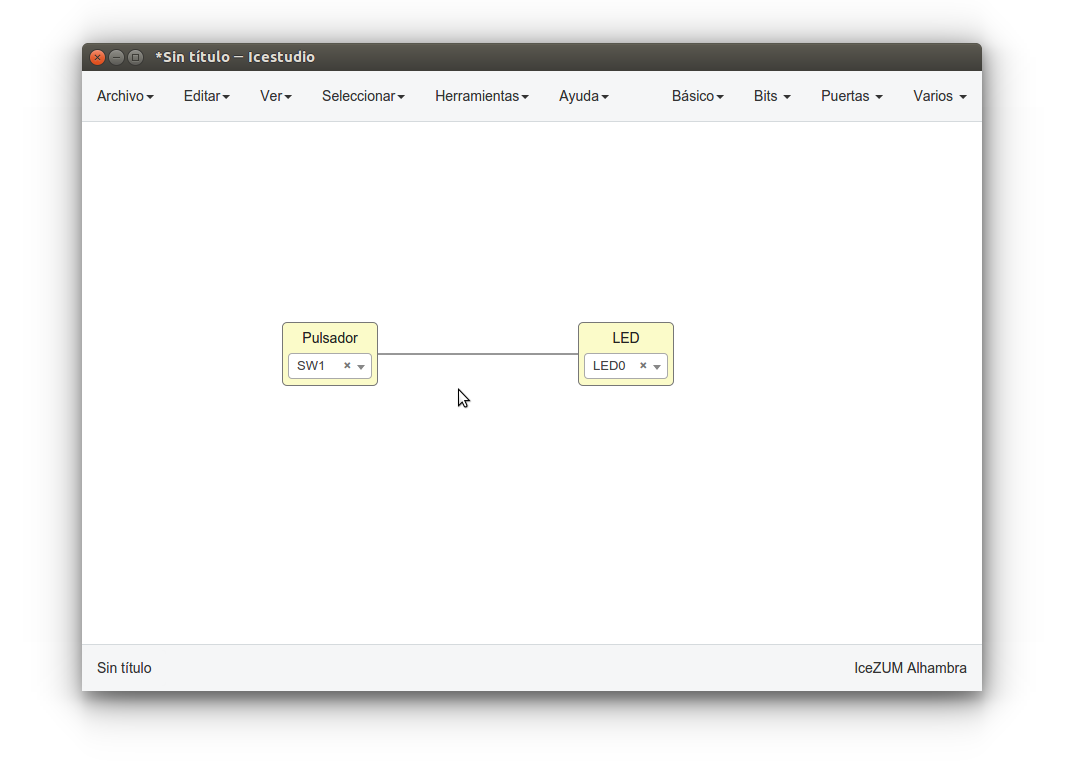 *Sin título — Icestudio
Archivo Editar Ver Seleccionar Herramientas Ayuda Básico Bits Puertas Varios
Pulsador LED
SW1 LED0
Sin título IceZUM Alhambra